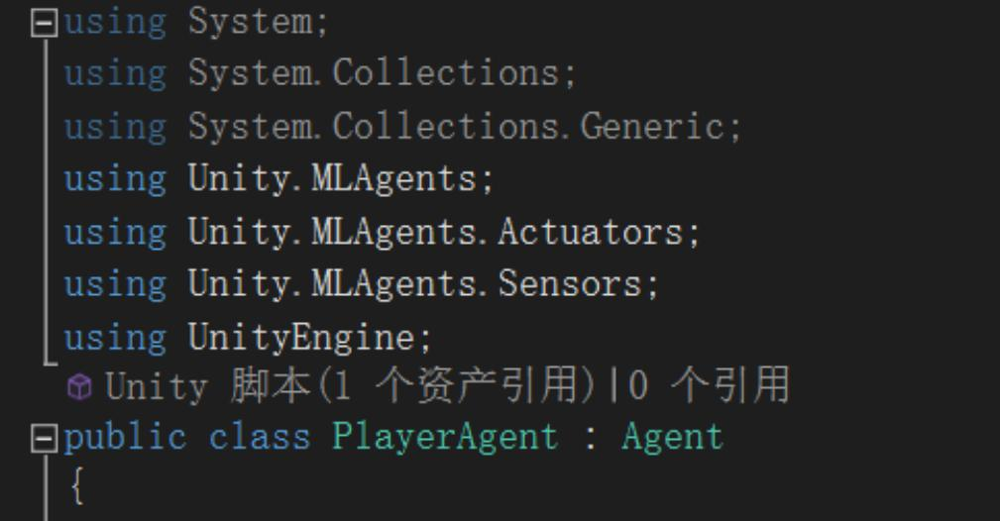 using System;
using System.Collections;
using System.Collections.Generic;
using Unity.MLAgents;
using Unity.MLAgents.Actuators;
using Unity.MLAgents.Sensors;
using UnityEngine;
Unity 脚本(1 个资产引用)|0 个引用
public class PlayerAgent : Agent
{